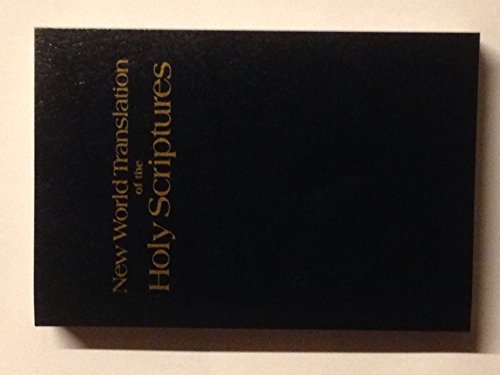 New World Translation
of the
Holy Scriptures